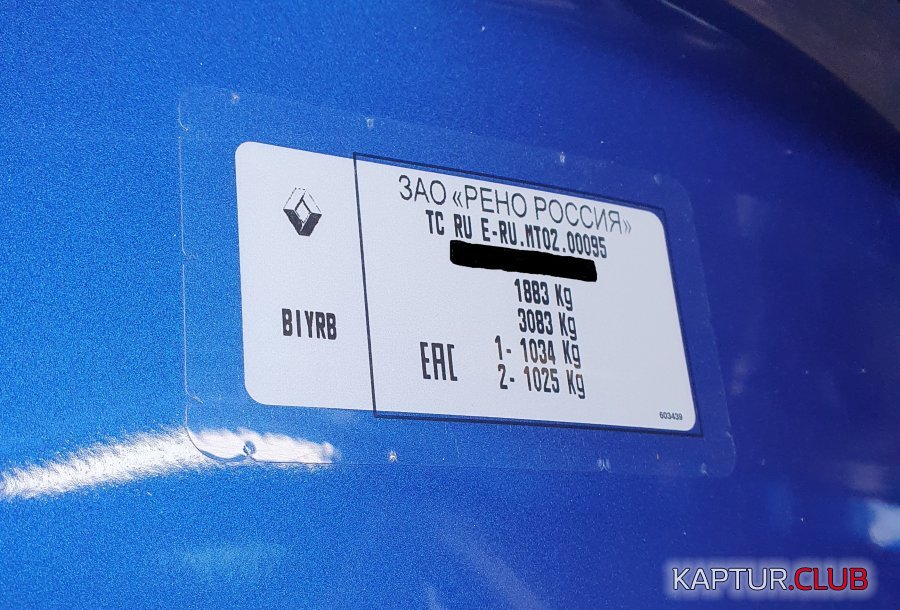 ЗАО «РЕНО РОССИЯ»
TC RU E-RU.MT02.00095
1883 Kg
3083 Kg
1- 1034 Kg
2- 1025 Kg
BIYRB
EAC
603439
KAPTUR.CLUB